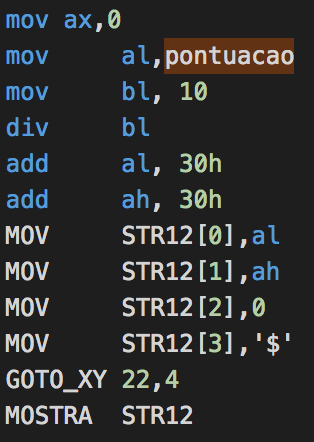 mov ax,0
mov al,pontuacao
mov bl, 10
div bl
add al, 30h
add ah, 30h
MOV STR12[0],al
MOV STR12[1],ah
MOV STR12[2],0
MOV STR12[3],'$'
GOTO_XY 22,4
MOSTRA STR12